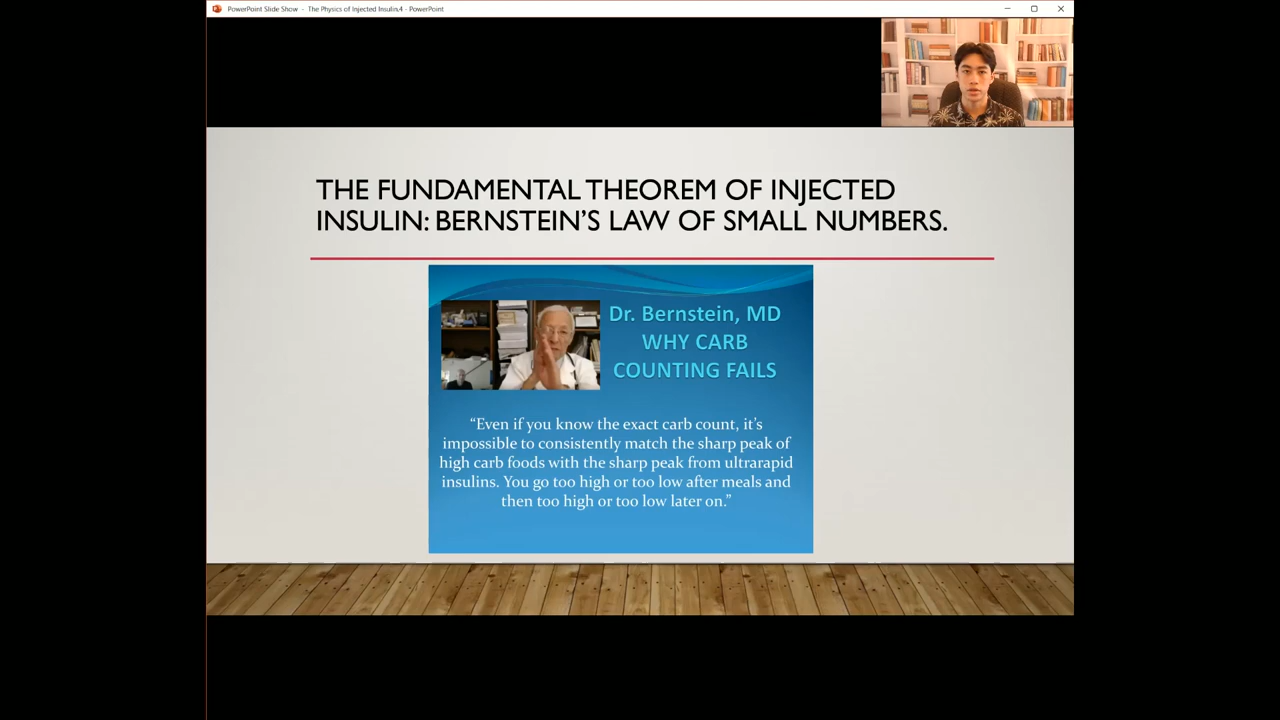 PowerPoint Slide Show - The Physics of Injected Insulin,4 - PowerPoint
THE FUNDAMENTAL THEOREM OF INJECTED
INSULIN: BERNSTEIN’S LAW OF SMALL NUMBERS.
Dr. Bernstein, MD
WHY CARB
COUNTING FAILS
“Even if you know the exact carb count, it’s
impossible to consistently match the sharp peak of
high carb foods with the sharp peak from ultrarapid
insulins. You go too high or too low after meals and
then too high or too low later on.”